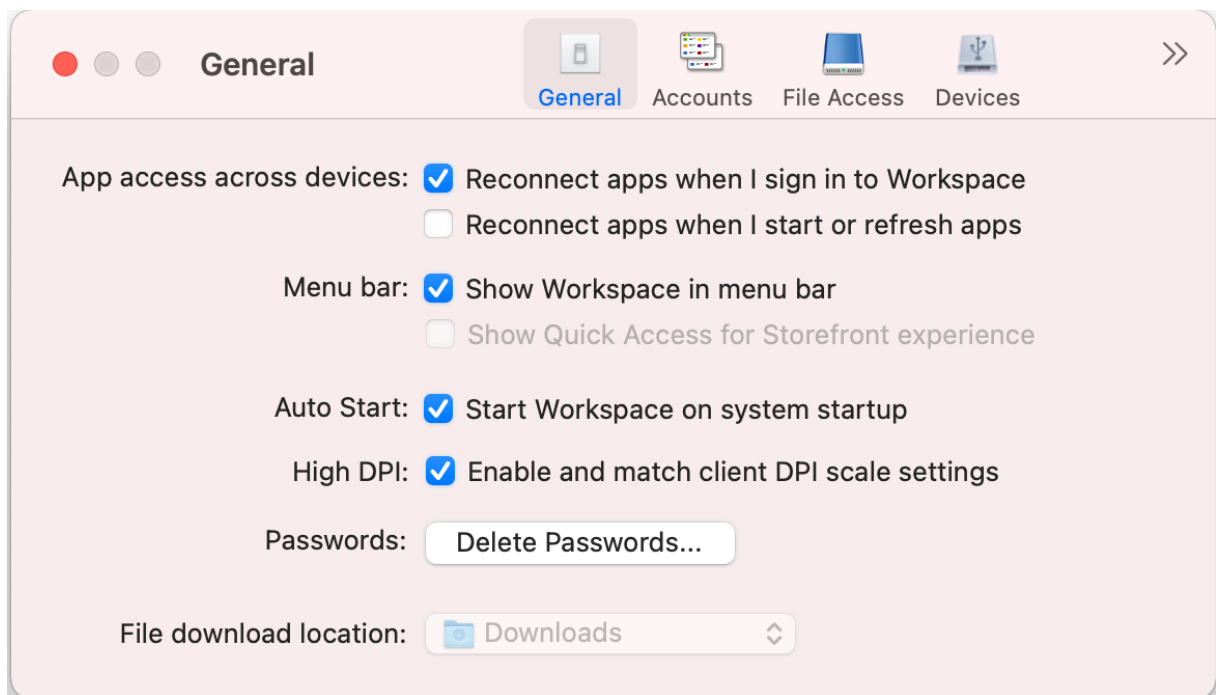 General
General Accounts File Access Devices
App access across devices: Reconnect apps when I sign in to Workspace
Reconnect apps when I start or refresh apps
Menu bar: Show Workspace in menu bar
Show Quick Access for Storefront experience
Auto Start: Start Workspace on system startup
High DPI: Enable and match client DPI scale settings
Passwords: Delete Passwords...
File download location: Downloads